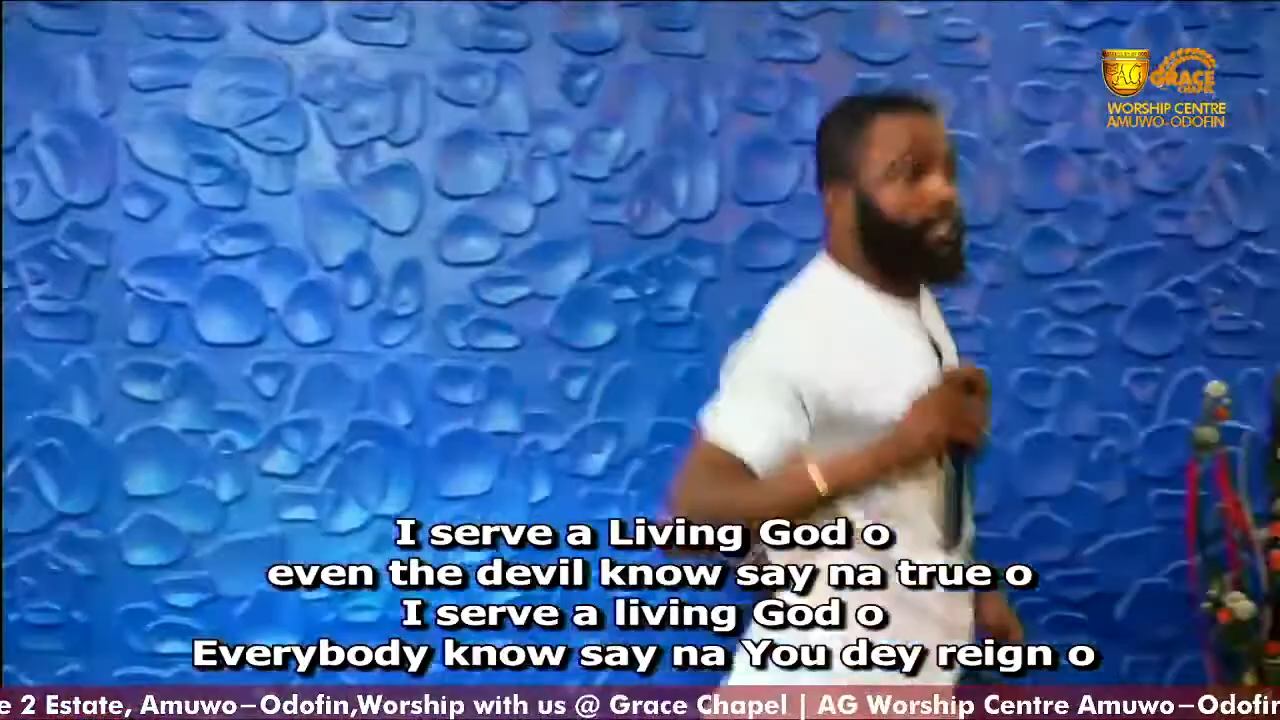 AG
GRACE
CHAPEL
WORSHIP CENTRE
AMUWO-ODOFIN
I serve a Living God o
even the devil know say na true o
I serve a living God o
Everybody know say na You dey reign o
e 2 Estate, Amuwo–Odofin,Worship with us @ Grace Chapel | AG Worship Centre Amuwo–Odofin